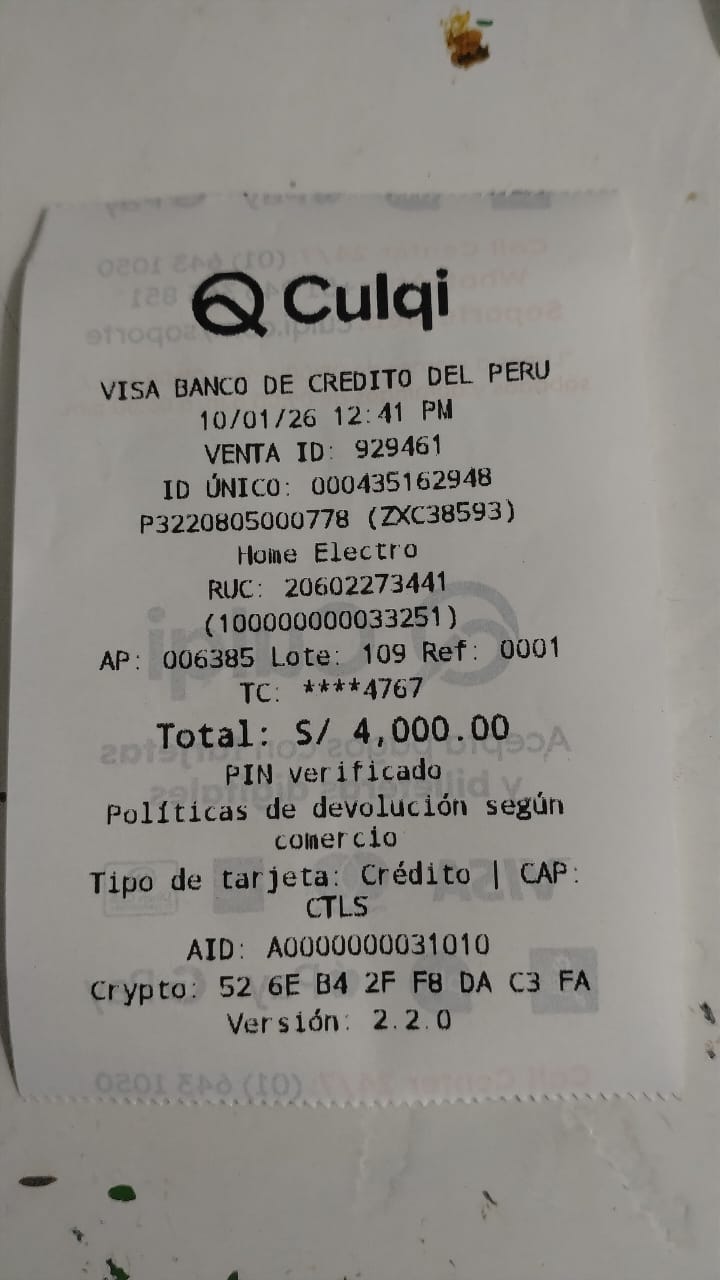 Culqi
VISA BANCO DE CREDITO DEL PERU
10/01/26 12:41 PM
VENTA ID: 929461
ID ÚNICO: 000435162948
P3220805000778 (ZXC38593)
Home Electro
RUC: 20602273441
(100000000033251)
AP: 006385 Lote: 109 Ref: 0001
TC: ****4767
Total: S/ 4,000.00
PIN verificado
Políticas de devolución según
comercio
Tipo de tarjeta: Crédito | CAP:
CTLS
AID: A0000000031010
Crypto: 52 6E B4 2F F8 DA C3 FA
Versión: 2.2.0